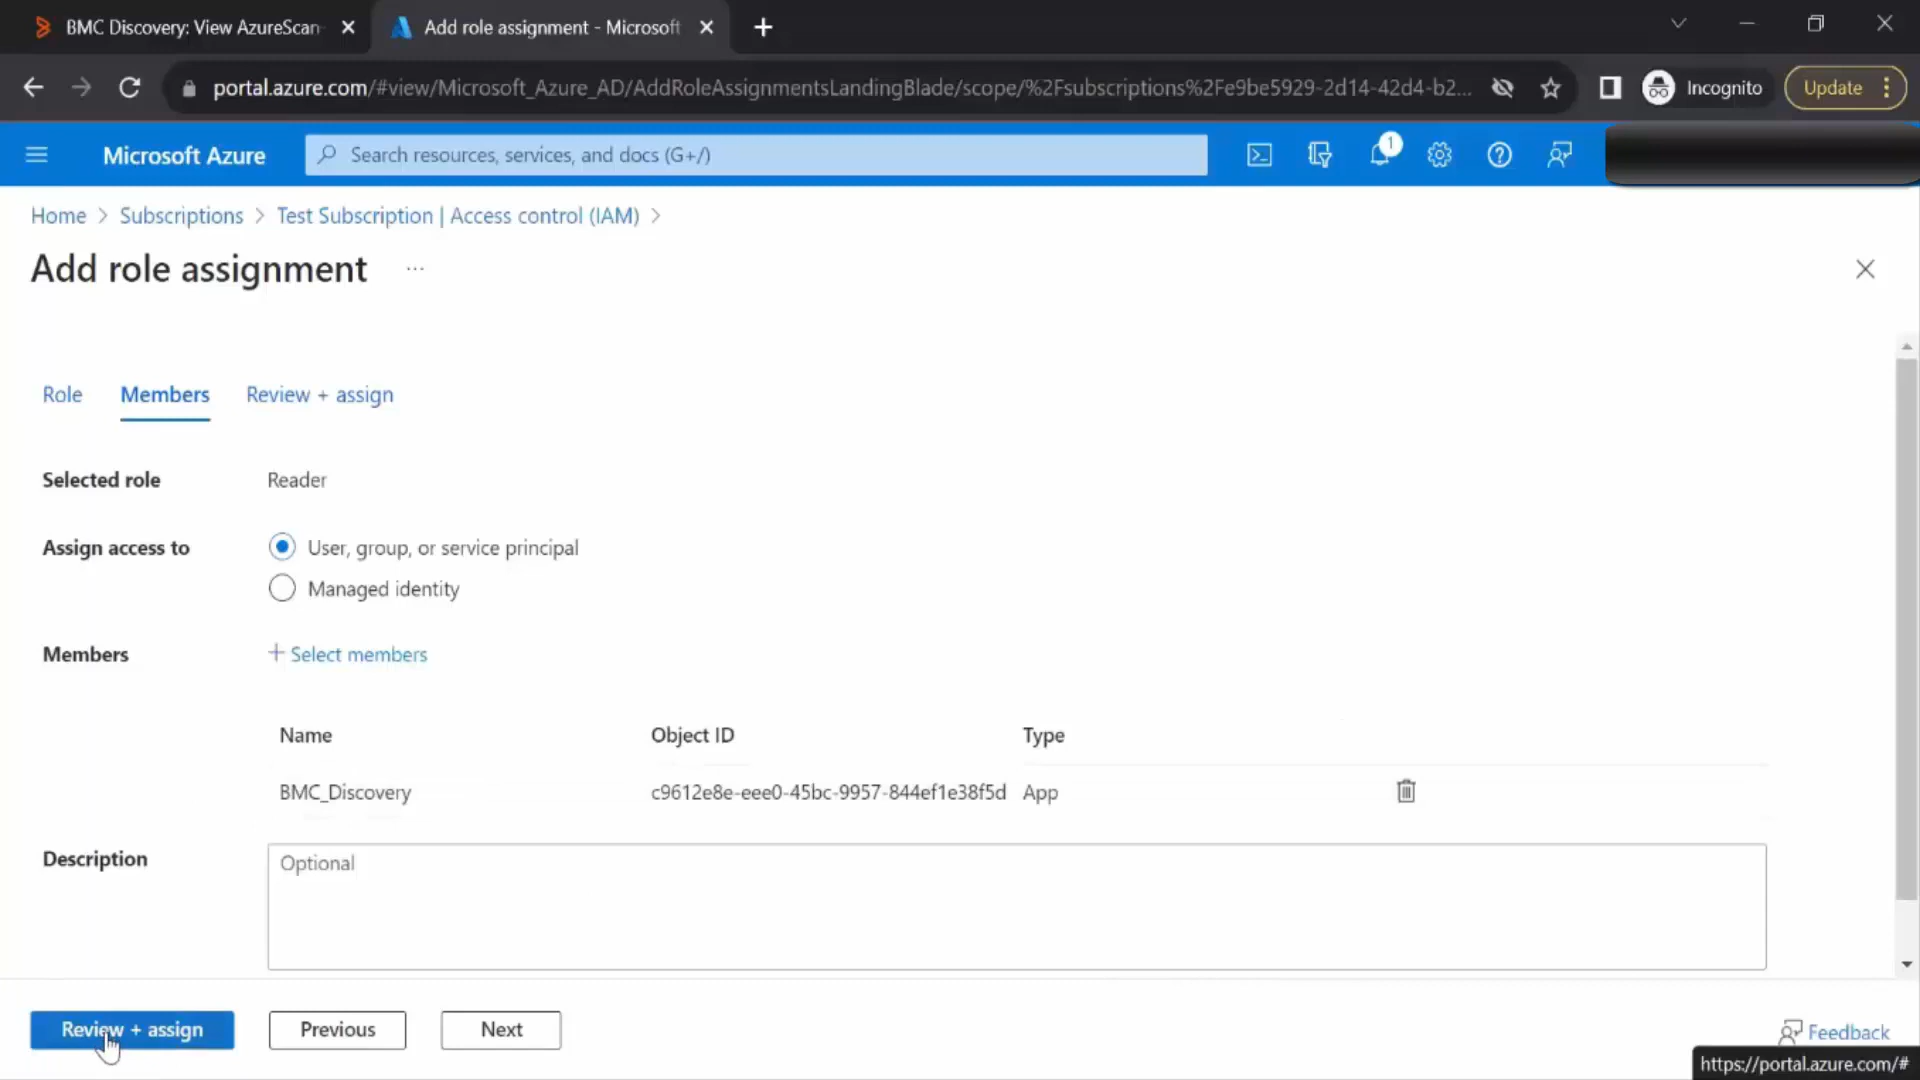 BMC Discovery: View AzureScan
Add role assignment - Microsoft
portal.azure.com/#view/Microsoft_Azure_AD/AddRoleAssignmentsLandingBlade/scope/%2Fsubscriptions%2Fe9be5929-2d14-42d4-b2...
Incognito
Update
Microsoft Azure
Search resources, services, and docs (G+/)
1
Home > Subscriptions > Test Subscription | Access control (IAM) >
Add role assignment ...
Role Members Review + assign
Selected role Reader
Assign access to User, group, or service principal
Managed identity
Members + Select members
Name Object ID Type
BMC_Discovery c9612e8e-eee0-45bc-9957-844ef1e38f5d App
Description Optional
Review + assign Previous Next
Feedback
https://portal.azure.com/#